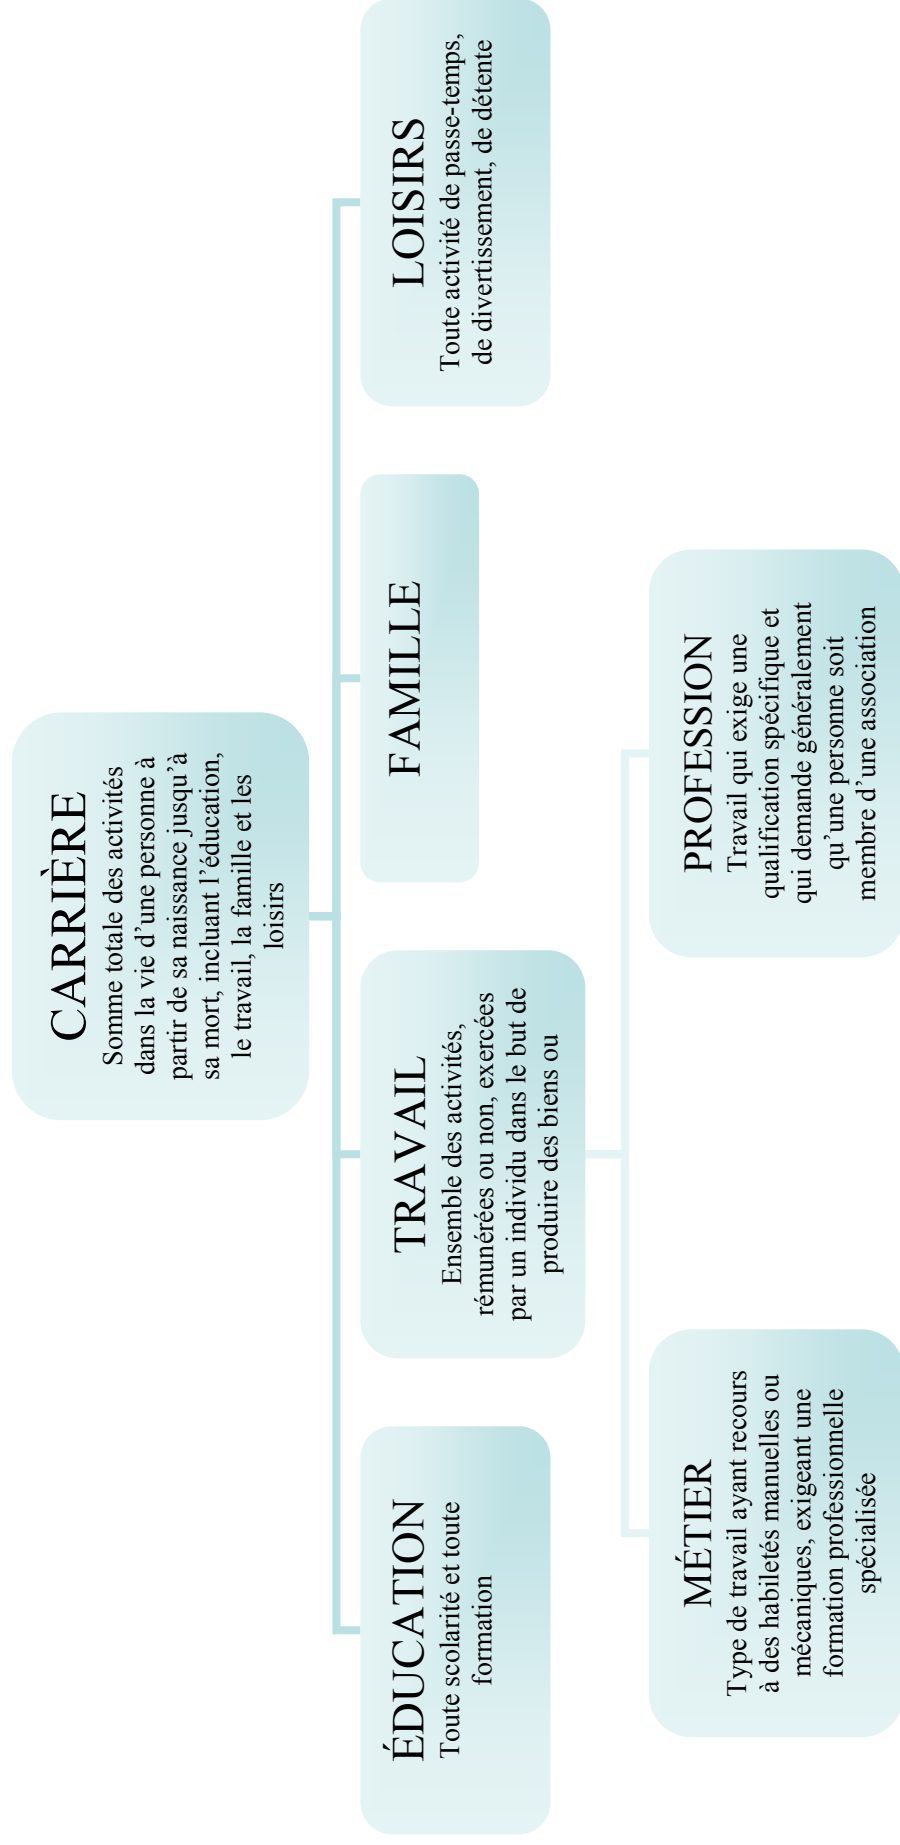 CARRIÈRE
Somme totale des activités
dans la vie d’une personne à
partir de sa naissance jusqu’à
sa mort, incluant l’éducation,
le travail, la famille et les
loisirs
ÉDUCATION
Toute scolarité et toute
formation
TRAVAIL
Ensemble des activités,
rémunérées ou non, exercées
par un individu dans le but de
produire des biens ou
FAMILLE
LOISIRS
Toute activité de passe-temps,
de divertissement, de détente
MÉTIER
Type de travail ayant recours
à des habiletés manuelles ou
mécaniques, exigeant une
formation professionnelle
spécialisée
PROFESSION
Travail qui exige une
qualification spécifique et
qui demande généralement
qu’une personne soit
membre d’une association